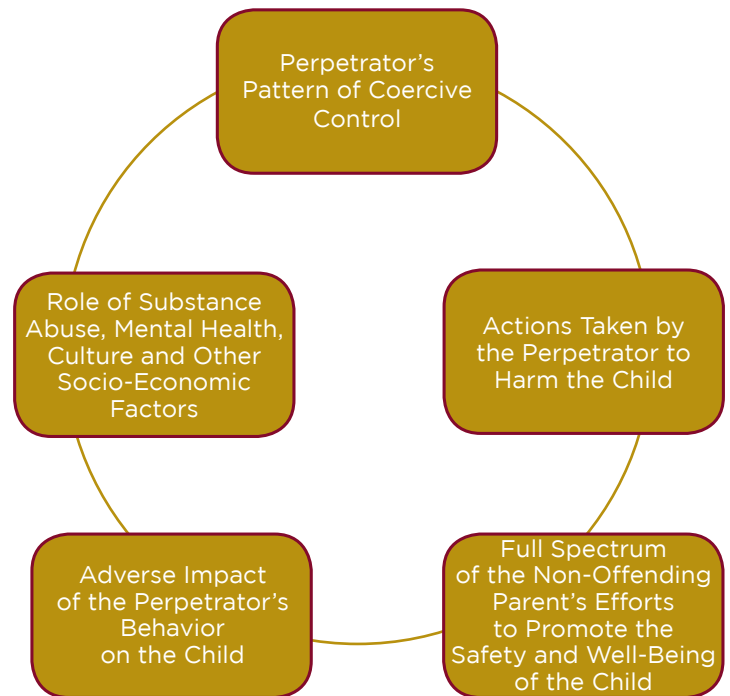 Perpetrator’s
Pattern of Coercive
Control
Actions Taken by
the Perpetrator to
Harm the Child
Full Spectrum
of the Non-Offending
Parent’s Efforts
to Promote the
Safety and Well-Being
of the Child
Adverse Impact
of the Perpetrator’s
Behavior
on the Child
Role of Substance
Abuse, Mental Health,
Culture and Other
Socio-Economic
Factors